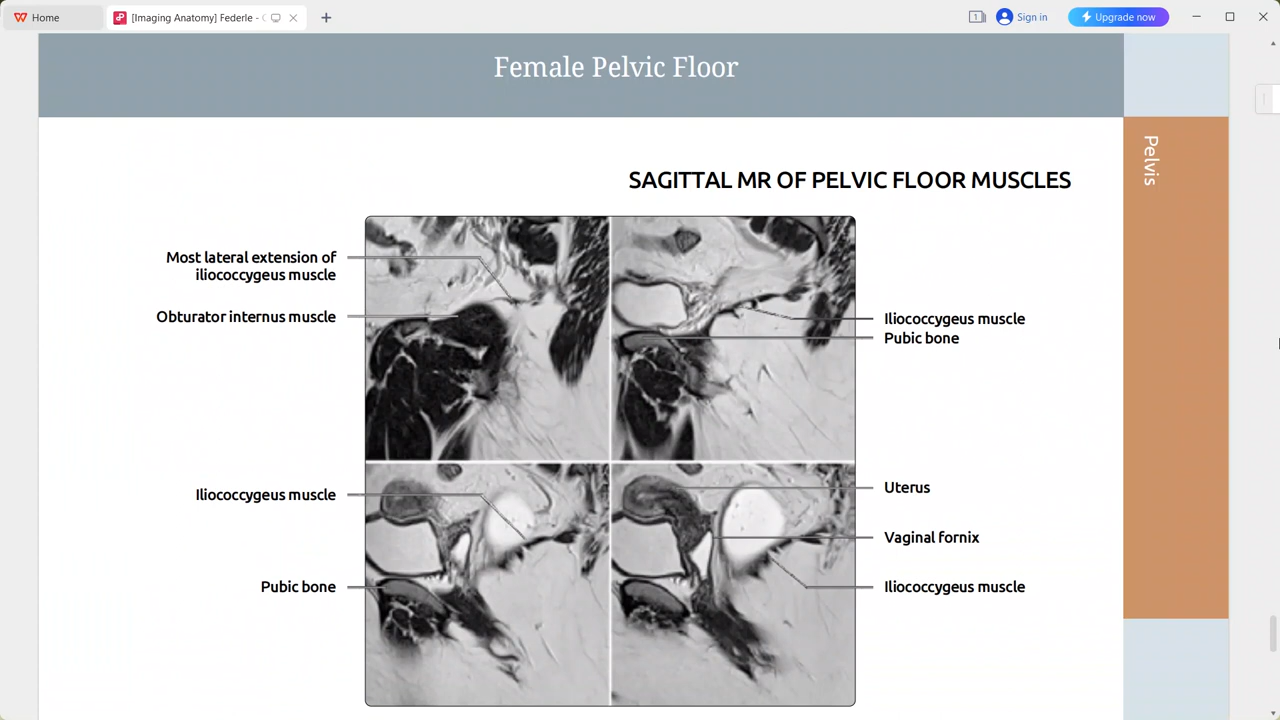 Home
[Imaging Anatomy] Federle -
1
Sign in
Upgrade now
Female Pelvic Floor
Pelvis
SAGITTAL MR OF PELVIC FLOOR MUSCLES
Most lateral extension of
iliococcygeus muscle
Obturator internus muscle
Iliococcygeus muscle
Pubic bone
Iliococcygeus muscle
Pubic bone
Uterus
Vaginal fornix
Iliococcygeus muscle